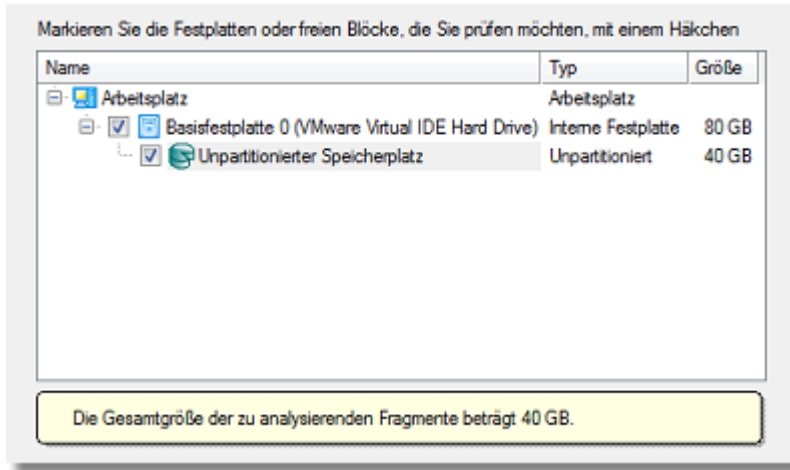 Markieren Sie die Festplatten oder freien Blöcke, die Sie prüfen möchten, mit einem Häkchen
Name Typ Größe
Arbeitsplatz Arbeitsplatz
Basisfestplatte 0 (VMware Virtual IDE Hard Drive) Interne Festplatte 80 GB
Unpartitionierter Speicherplatz Unpartitioniert 40 GB
Die Gesamtgröße der zu analysierenden Fragmente beträgt 40 GB.